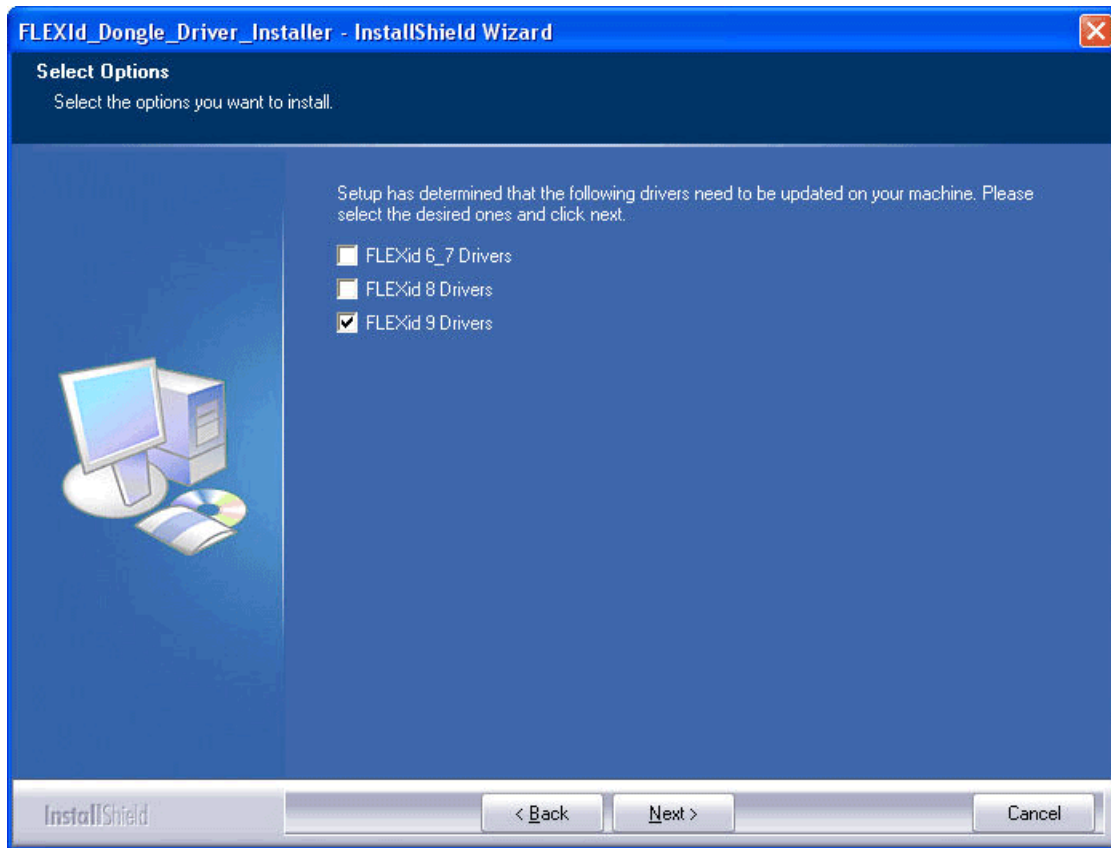 FLEXId_Dongle_Driver_Installer - InstallShield Wizard
Select Options
Select the options you want to install.
Setup has determined that the following drivers need to be updated on your machine. Please
select the desired ones and click next.
FLEXid 6_7 Drivers
FLEXid 8 Drivers
FLEXid 9 Drivers
InstallShield
< Back
Next >
Cancel